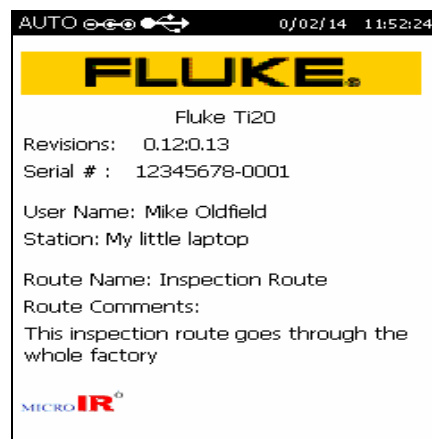 AUTO 0/02/14 11:52:24
FLUKE®
Fluke Ti20
Revisions: 0.12:0.13
Serial # : 12345678-0001
User Name: Mike Oldfield
Station: My little laptop
Route Name: Inspection Route
Route Comments:
This inspection route goes through the
whole factory
MICRO IR